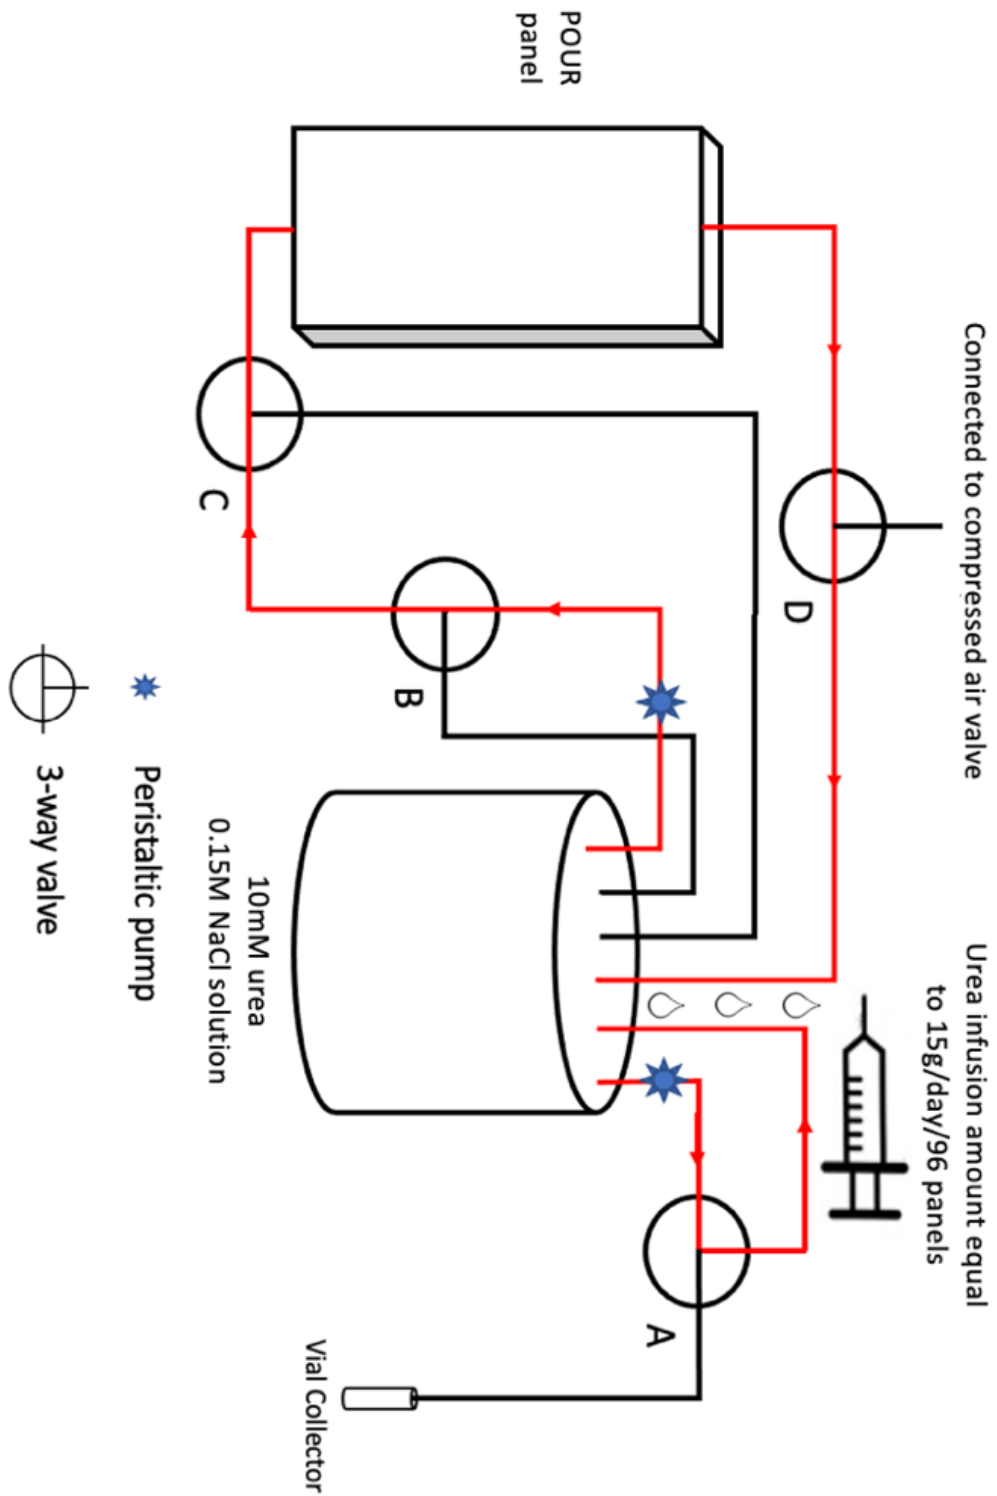 POUR
panel
Connected to compressed air valve
D
C
B
Urea infusion amount equal
to 15g/day/96 panels
10mM urea
0.15M NaCl solution
A
Vial Collector
Peristaltic pump
3-way valve